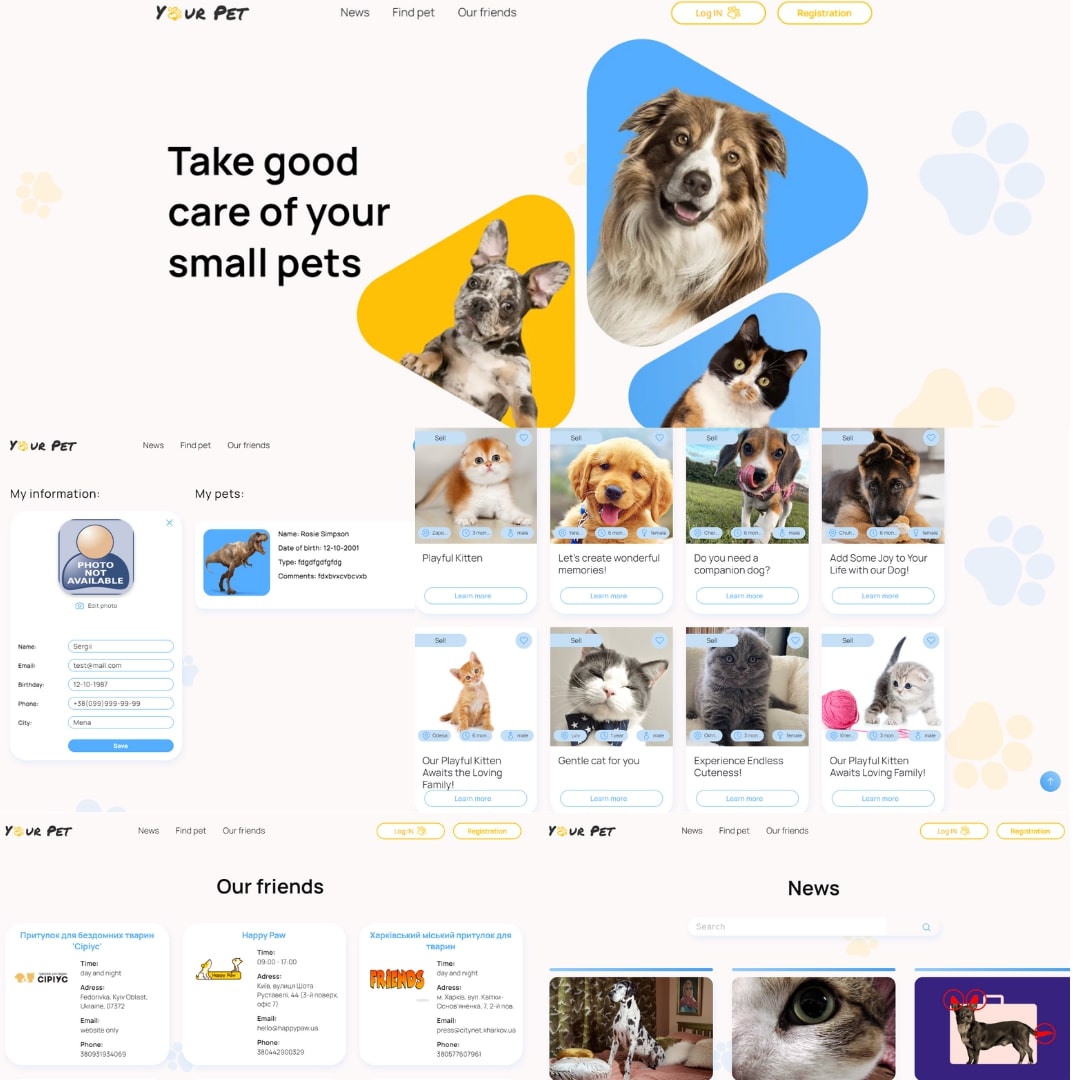 Your Pet
News Find pet Our friends
Log IN
Registration
Take good
care of your
small pets
Your Pet
News Find pet Our friends
My information:
My pets:
PHOTO
NOT
AVAILABLE
Edit photo
Name: Sergii
Email: test@mail.com
Birthday: 12-10-1987
Phone: +38(099)999-99-99
City: Mena
Save
Name: Rosie Simpson
Date of birth: 12-10-2001
Type: fdgdfgdfgfdg
Comments: fdxbvxcvbcvxb
Sell
Zapo... 3 mon... male
Playful Kitten
Learn more
Sell
6 mon... female
Let's create wonderful
memories!
Learn more
Sell
Cher... 6 mon... male
Do you need a
companion dog?
Learn more
Sell
Chuh... 6 mon... female
Add Some Joy to Your
Life with our Dog!
Learn more
Sell
Odesa 6 mon... male
Our Playful Kitten
Awaits the Loving
Family!
Learn more
Sell
Lviv 1 year male
Gentle cat for you
Learn more
Sell
3 mon... female
Experience Endless
Cuteness!
Learn more
Sell
Kher... 3 mon... male
Our Playful Kitten
Awaits Loving Family!
Learn more
Your Pet
News Find pet Our friends
Log IN
Registration
Our friends
Притулок для бездомних тварин
'Сіріус'
СІРІУС
Time:
day and night
Adress:
Fedorivka, Kyiv Oblast,
Ukraine, 07372
Email:
website only
Phone:
380931934069
Happy Paw
Happy Paw
Time:
09:00 - 17:00
Adress:
Київ, вулиця Шота
Руставелі, 44 (3-й поверх,
офіс 7)
Email:
hello@happypaw.ua
Phone:
380442900329
Харківський міський притулок для
тварин
FRIENDS
Time:
day and night
Adress:
м. Харків, вул. Квітки-
Основ'яненка, 7, 2-й пов.
Email:
press@citynet.kharkov.ua
Phone:
380577607961
Your Pet
News Find pet Our friends
Log IN
Registration
News
Search